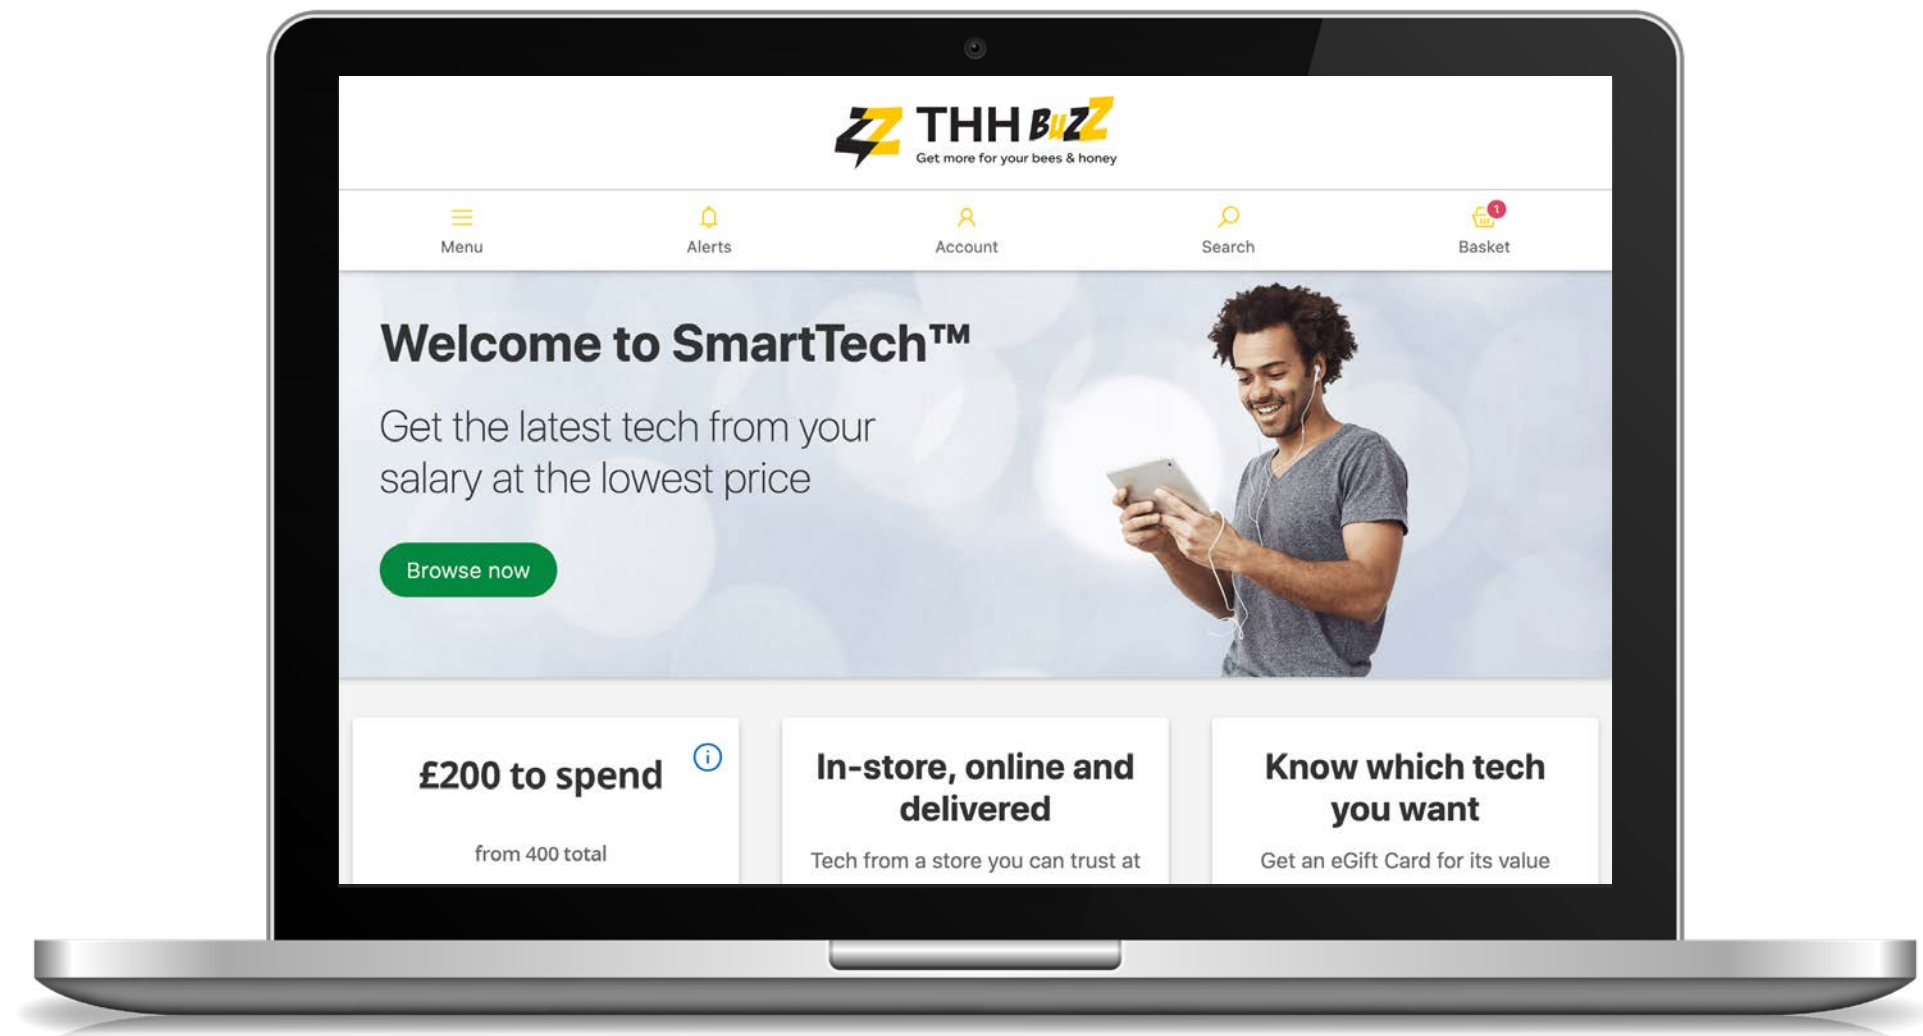 THH BuzZ
Get more for your bees & honey
Menu
Alerts
Account
Search
1
Basket
Welcome to SmartTech™
Get the latest tech from your
salary at the lowest price
Browse now
£200 to spend
i
from 400 total
In-store, online and
delivered
Tech from a store you can trust at
Know which tech
you want
Get an eGift Card for its value